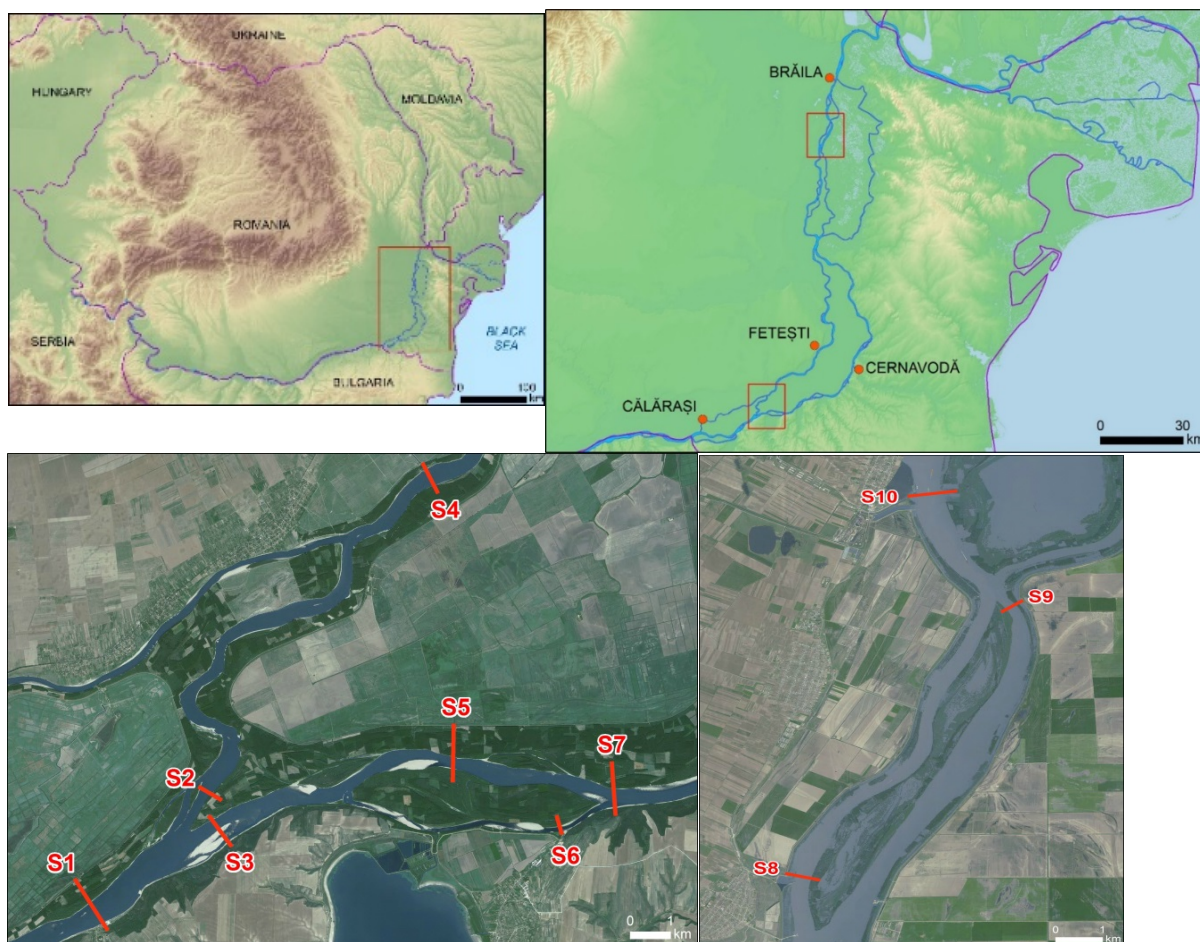 UKRAINE
HUNGARY
MOLDAVIA
ROMANIA
SERBIA
BLACK
SEA
BULGARIA
0 100
km
BRĂILA
FETEȘTI
CERNAVODĂ
CĂLĂRAȘI
0 30
km
S4
S5
S7
S2
S1
S3
S6
0 1
km
S10
S9
S8
0 1
km